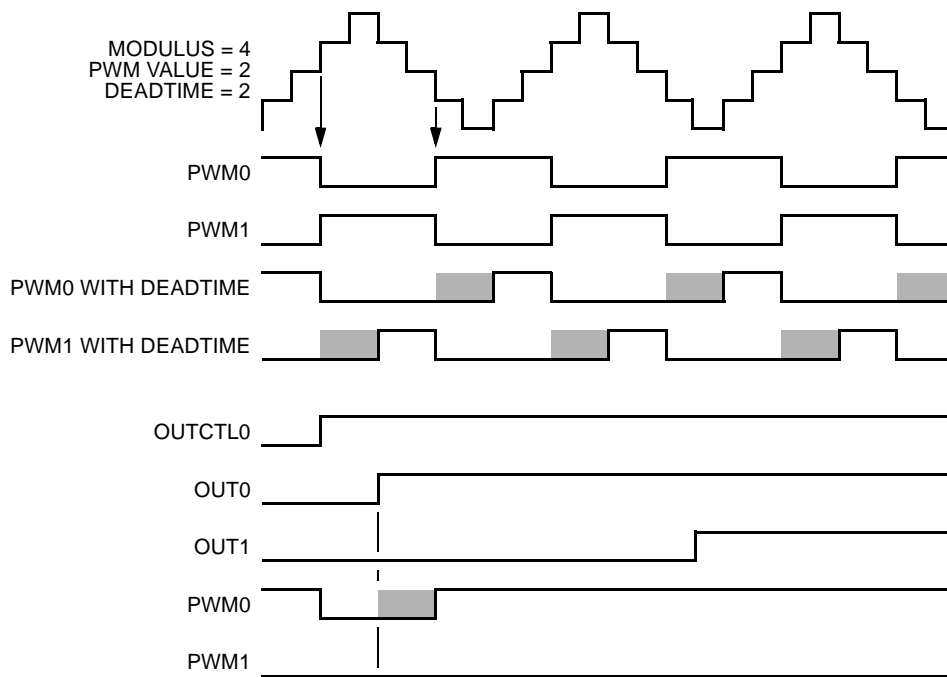 MODULUS = 4
PWM VALUE = 2
DEADTIME = 2
PWM0
PWM1
PWM0 WITH DEADTIME
PWM1 WITH DEADTIME
OUTCTL0
OUT0
OUT1
PWM0
PWM1